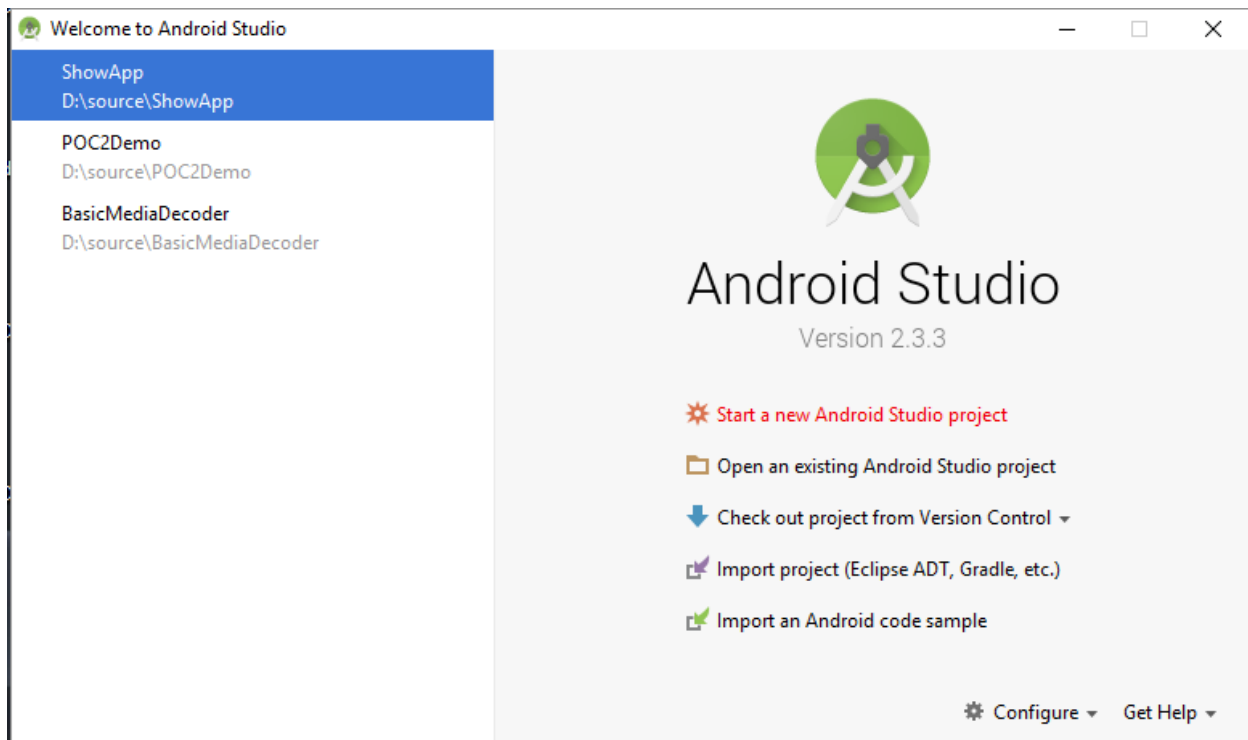 Welcome to Android Studio
ShowApp
D:\source\ShowApp
POC2Demo
D:\source\POC2Demo
BasicMediaDecoder
D:\source\BasicMediaDecoder
Android Studio
Version 2.3.3
Start a new Android Studio project
Open an existing Android Studio project
Check out project from Version Control
Import project (Eclipse ADT, Gradle, etc.)
Import an Android code sample
Configure
Get Help